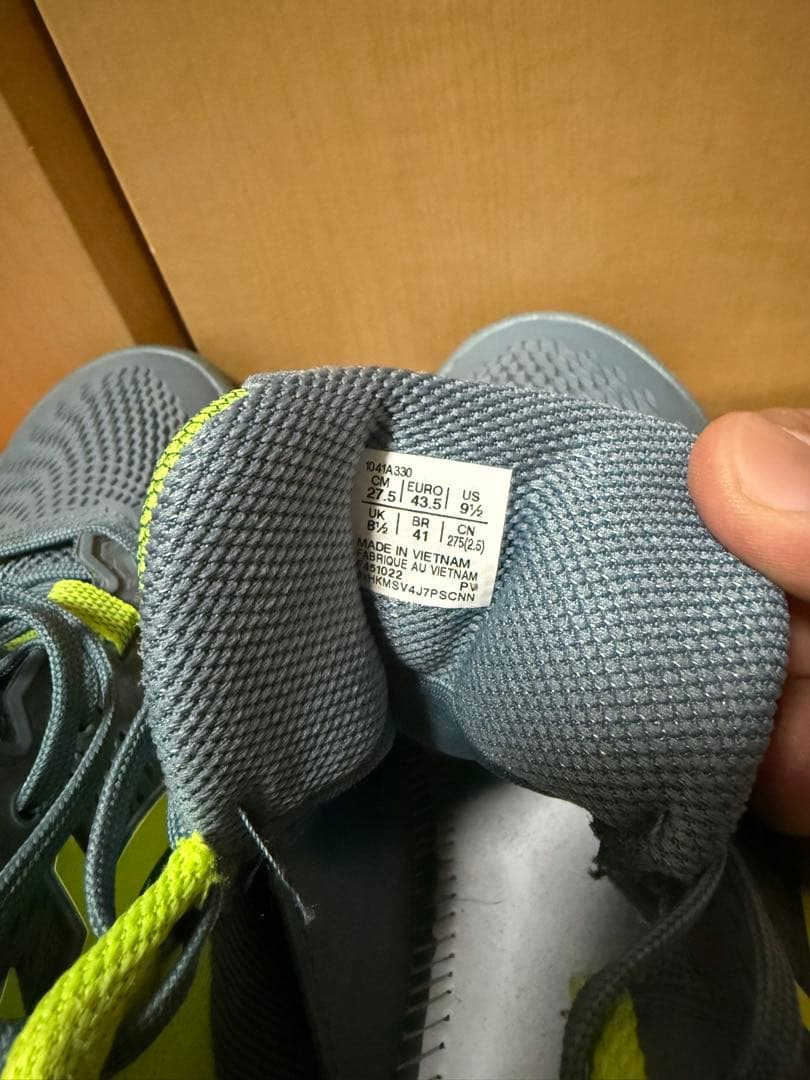 1041A330
CM EURO US
27.5 43.5 9½
UK BR CN
8½ 41 275(2.5)
MADE IN VIETNAM
FABRIQUE AU VIETNAM
451022
HKMSV4J7PSCNN